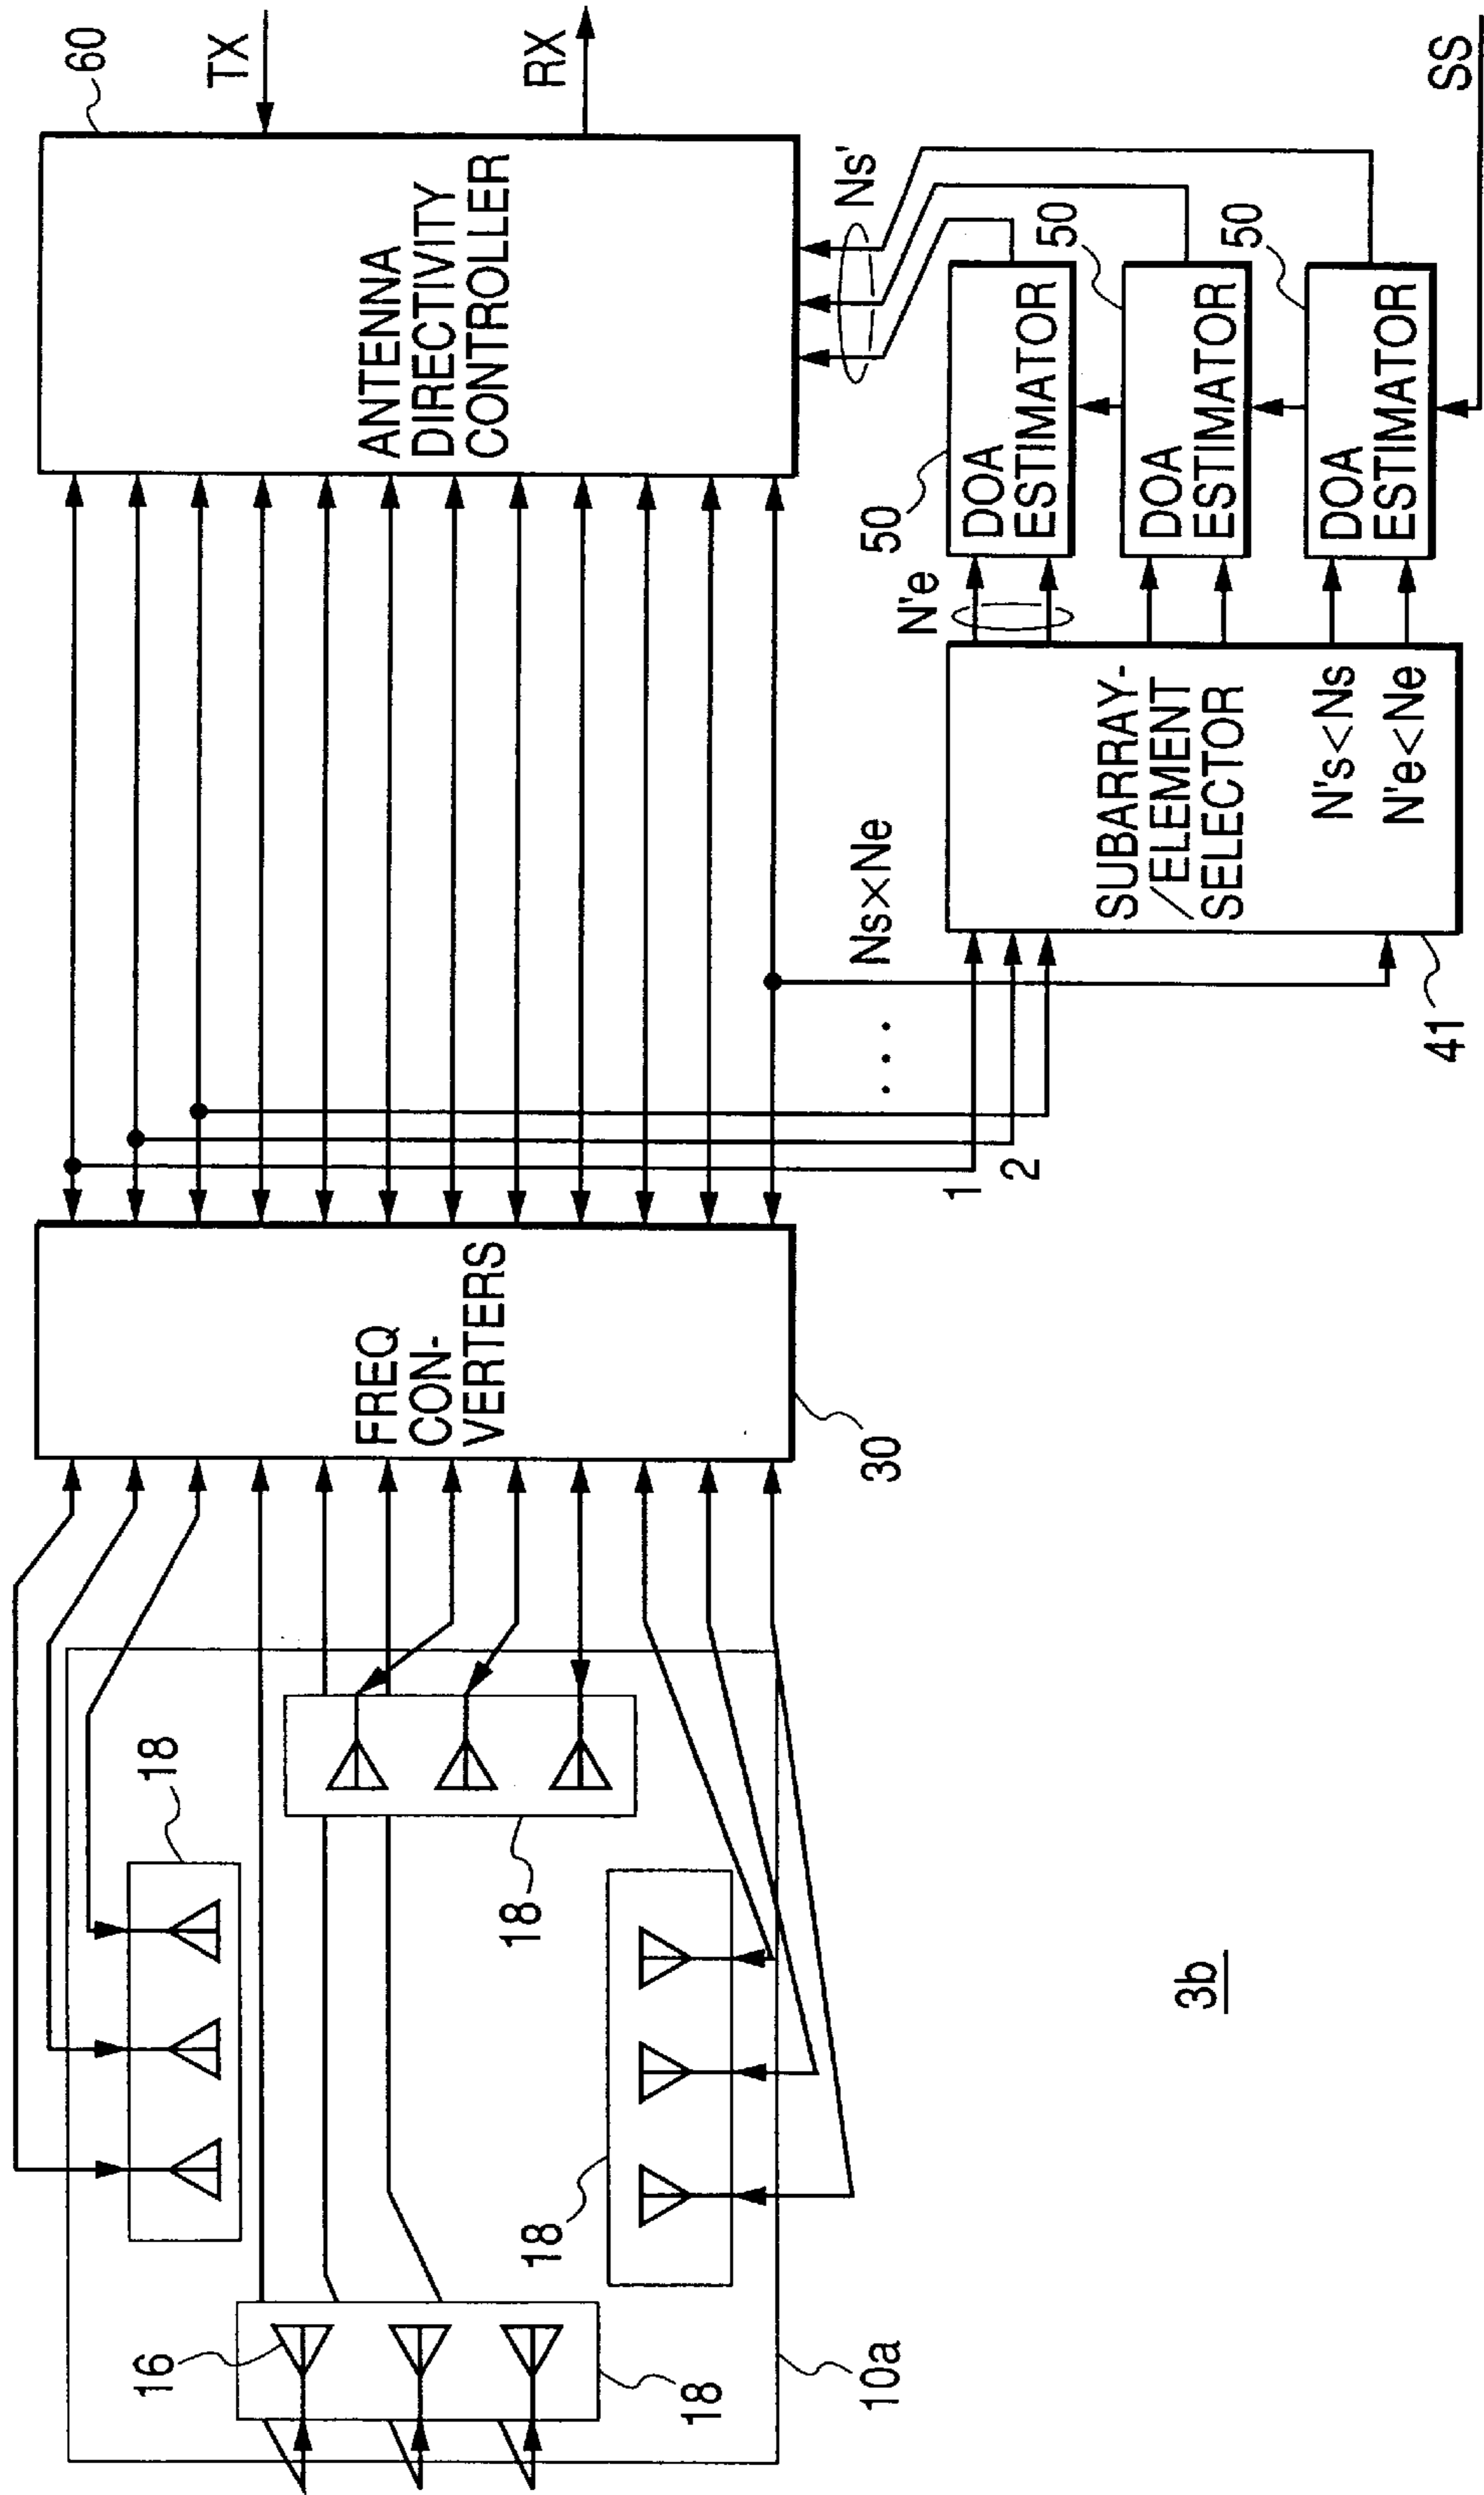 60
TX
RX
SS
ANTENNA
DIRECTIVITY
CONTROLLER
Ns'
50
DOA
ESTIMATOR
50
DOA
ESTIMATOR
50
DOA
ESTIMATOR
N'e
SUBARRAY-
/ELEMENT
SELECTOR
N's<Ns
N'e<Ne
Ns×Ne
. . .
1
2
41
FREQ
CON-
VERTERS
30
18
18
18
16
18
10a
3b